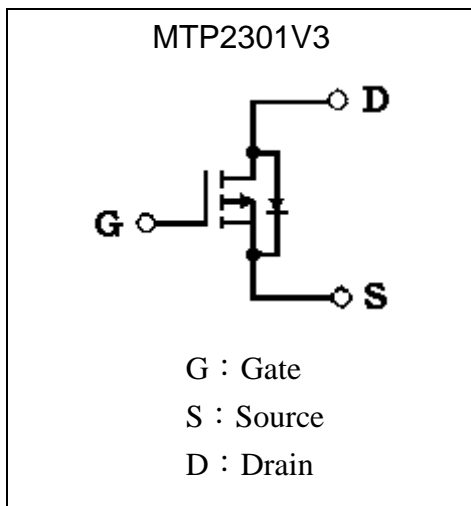 MTP2301V3
D
G
S
G：Gate
S：Source
D：Drain